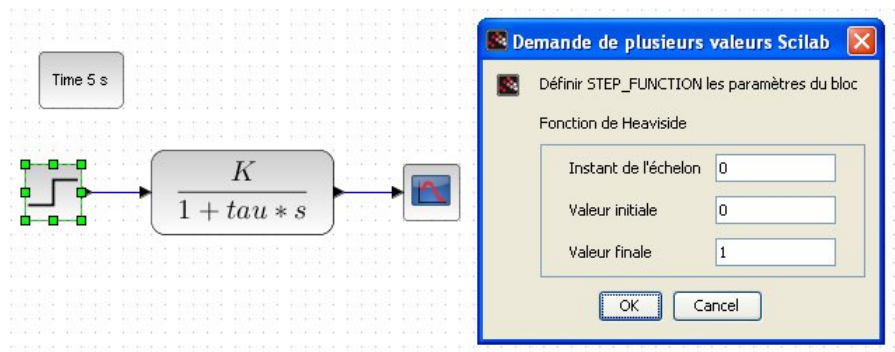 Time 5 s
K
1 + tau * s
Demande de plusieurs valeurs Scilab
Définir STEP_FUNCTION les paramètres du bloc
Fonction de Heaviside
Instant de l'échelon 0
Valeur initiale 0
Valeur finale 1
OK Cancel